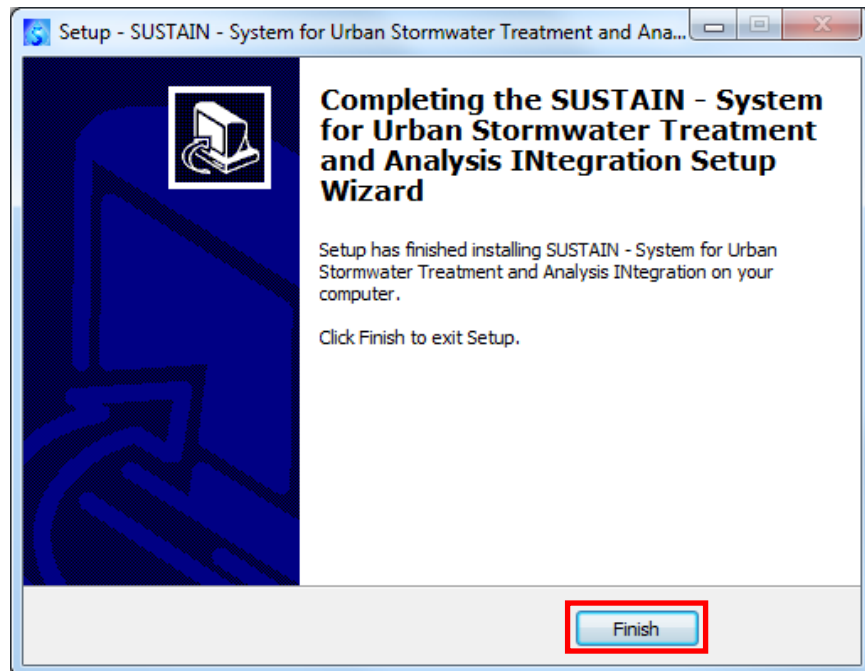 Setup - SUSTAIN - System for Urban Stormwater Treatment and Ana...
Completing the SUSTAIN - System
for Urban Stormwater Treatment
and Analysis INtegration Setup
Wizard
Setup has finished installing SUSTAIN - System for Urban
Stormwater Treatment and Analysis INtegration on your
computer.
Click Finish to exit Setup.
Finish